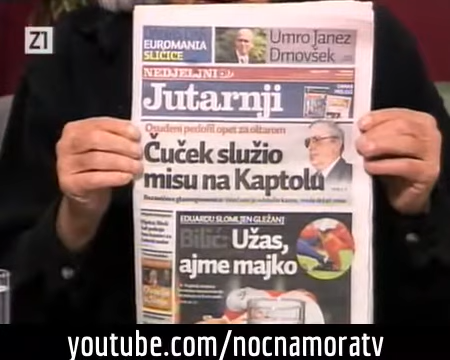 Z1
EUROMANIA
SLIČICE
Umro Janez
Drnovšek
NEDJELJNI
Jutarnji
Osuđeni pedofil opet za oltarom
Čuček služio
misu na Kaptolu
EDUARDU SLOMLJEN GLEŽANJ
Bilić: Užas,
ajme majko
youtube.com/nocnamoratv